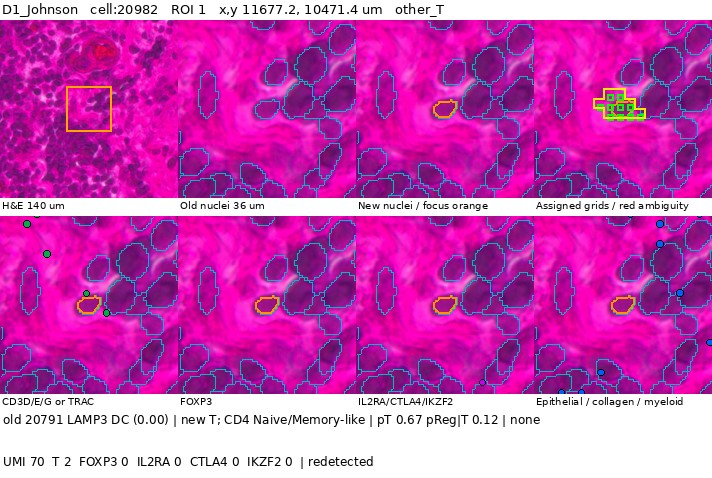 D1_Johnson cell:20982 ROI 1 x,y 11677.2, 10471.4 um other_T
H&E 140 um
Old nuclei 36 um
New nuclei / focus orange
Assigned grids / red ambiguity
CD3D/E/G or TRAC
FOXP3
IL2RA/CTLA4/IKZF2
Epithelial / collagen / myeloid
old 20791 LAMP3 DC (0.00) | new T; CD4 Naive/Memory-like | pT 0.67 pReg|T 0.12 | none
UMI 70 T 2 FOXP3 0 IL2RA 0 CTLA4 0 IKZF2 0 | redetected